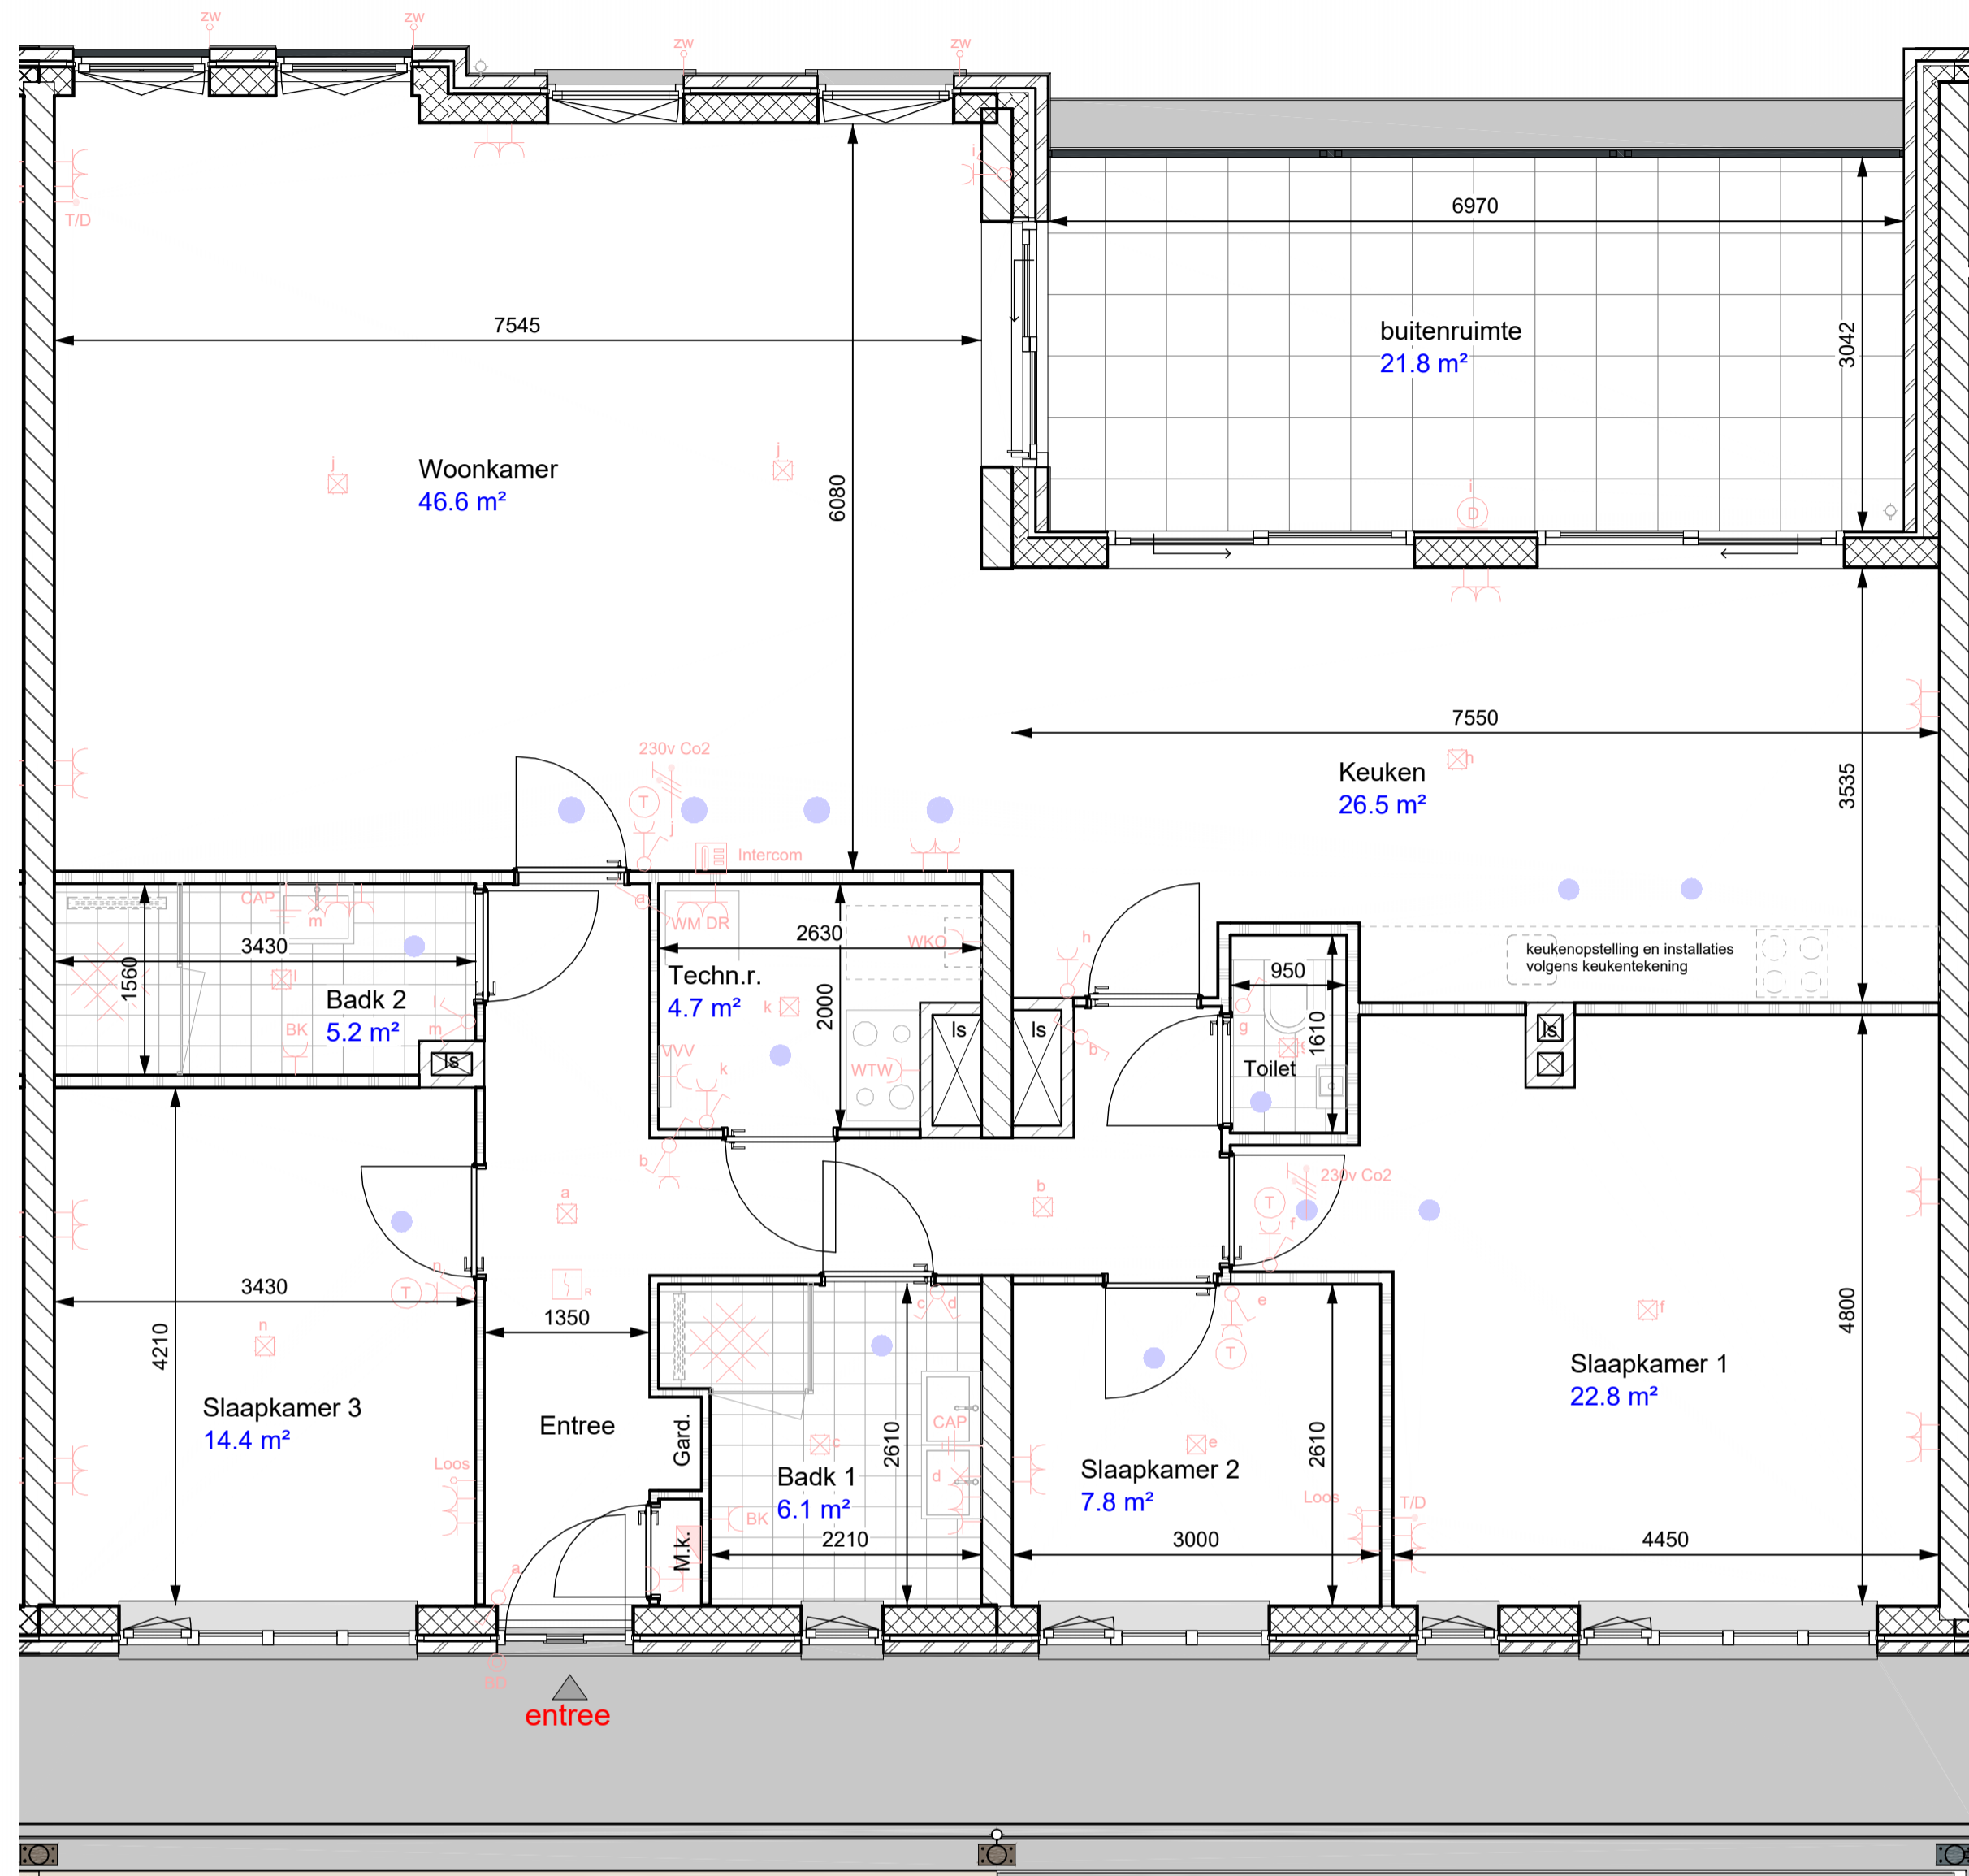 zw
zw
zw
zw
i
T/D
6970
7545
buitenruimte
21.8 m²
3042
j
j
Woonkamer
46.6 m²
6080
i
D
7550
230v Co2
h
Keuken
26.5 m²
3535
T
j
Intercom
CAP
m
a
WM DR
2630
WKO
h
keukenopstelling en installaties
volgens keukentekening
3430
1560
l
Badk 2
5.2 m²
l
m
BK
ls
Techn.r.
4.7 m²
k
2000
ls
ls
950
1610
g
b
Toilet
ls
VVV
k
WTW
b
a
b
230v Co2
T
f
n
T
3430
R
1350
c d
e
T
f
4800
4210
n
Slaapkamer 3
14.4 m²
Entree
Gard.
CAP
c
2610
d
Badk 1
6.1 m²
e
Slaapkamer 2
7.8 m²
2610
Slaapkamer 1
22.8 m²
Loos
Loos
T/D
BK
M.k.
2210
3000
4450
a
BD
entree